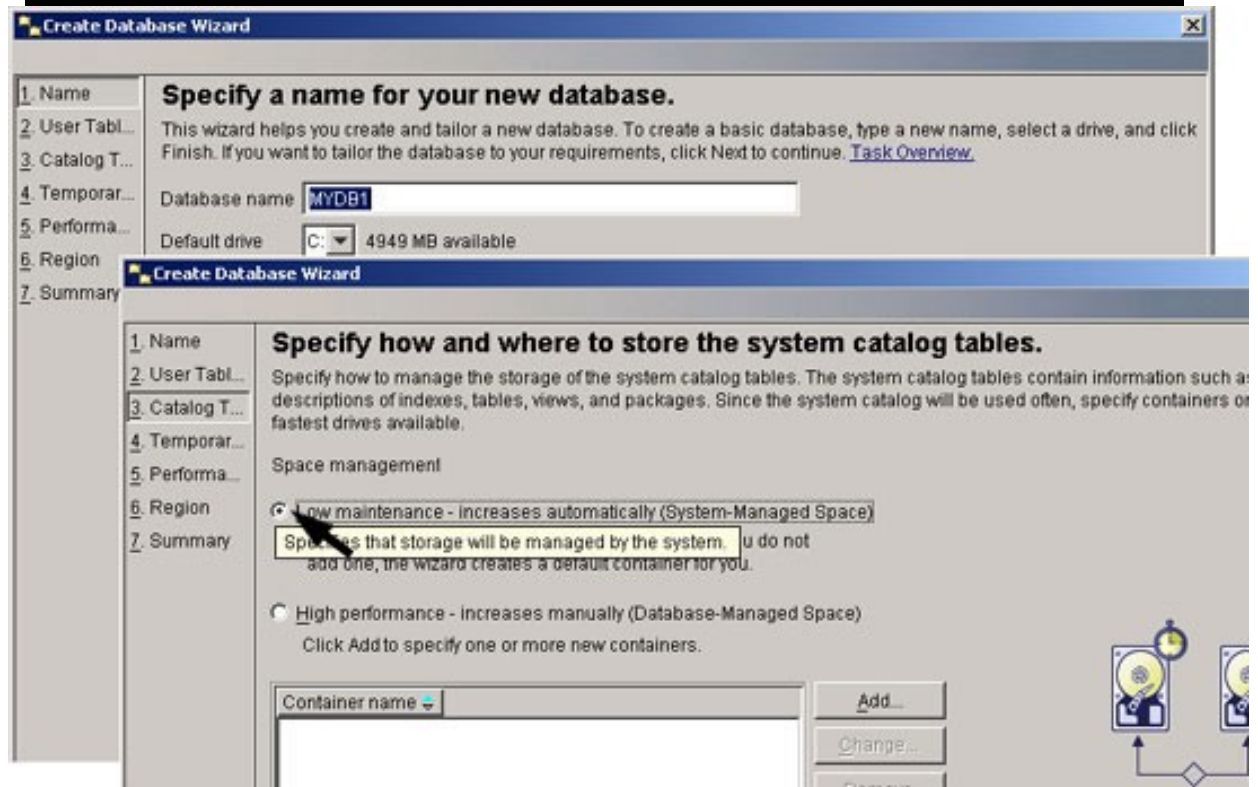 Create Database Wizard
1. Name
2. User Tabl...
3. Catalog T...
4. Temporar...
5. Performa...
6. Region
7. Summary
Specify a name for your new database.
This wizard helps you create and tailor a new database. To create a basic database, type a new name, select a drive, and click
Finish. If you want to tailor the database to your requirements, click Next to continue. Task Overview.
Database name MYDB1
Default drive C: 4949 MB available
Create Database Wizard
1. Name
2. User Tabl...
3. Catalog T...
4. Temporar...
5. Performa...
6. Region
7. Summary
Specify how and where to store the system catalog tables.
Specify how to manage the storage of the system catalog tables. The system catalog tables contain information such as
descriptions of indexes, tables, views, and packages. Since the system catalog will be used often, specify containers on
fastest drives available.
Space management
Low maintenance - increases automatically (System-Managed Space)
Specifies that storage will be managed by the system. u do not
add one, the wizard creates a default container for you.
High performance - increases manually (Database-Managed Space)
Click Add to specify one or more new containers.
Container name
Add...
Change...
Remove